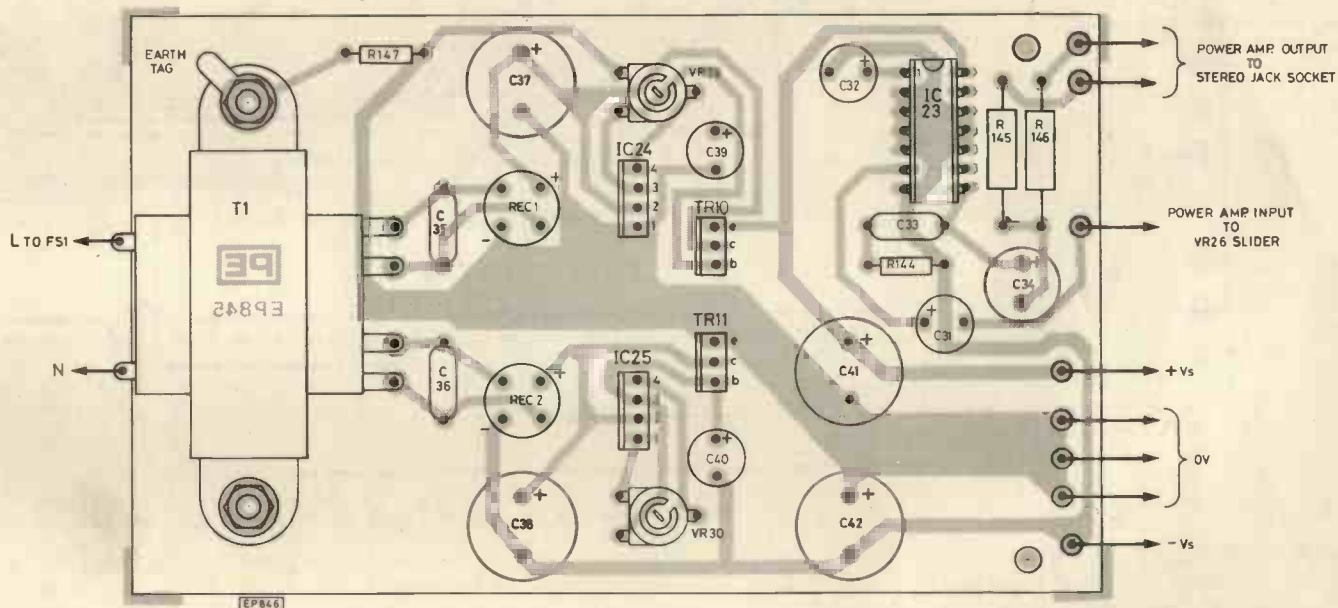 EARTH
TAG
R147
C37
VR
C32
IC
23
R
145
R
146
POWER AMP. OUTPUT
TO
STEREO JACK SOCKET
C39
IC24
4
3
2
1
T1
C
35
REC 1
TR10
e
c
b
C33
R144
C34
C31
POWER AMP. INPUT
TO
VR26 SLIDER
L TO FS1
PE
EP845
N
C
36
REC 2
IC25
4
TR11
e
c
b
C41
+Vs
0V
C38
C40
VR30
C42
-Vs
EP846